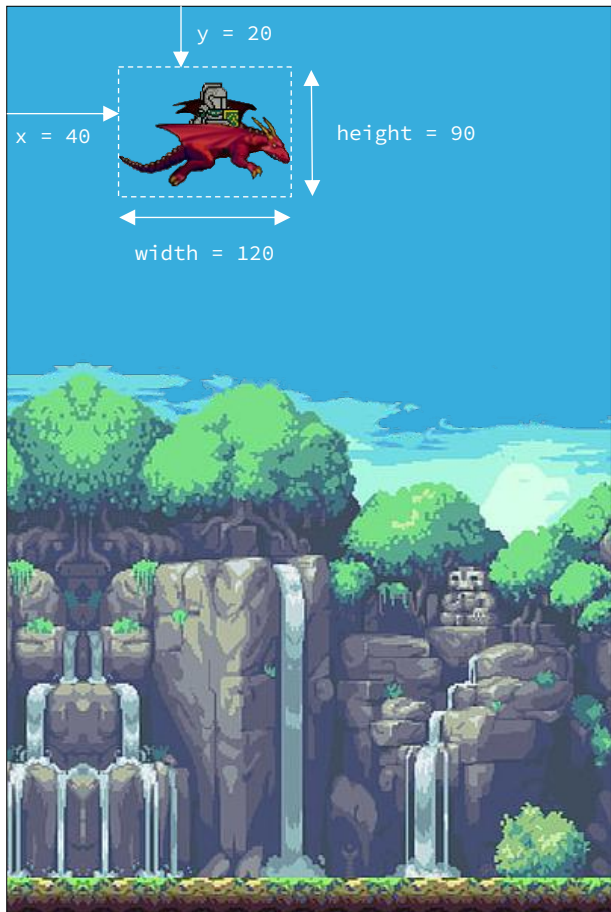 y = 20
x = 40
height = 90
width = 120